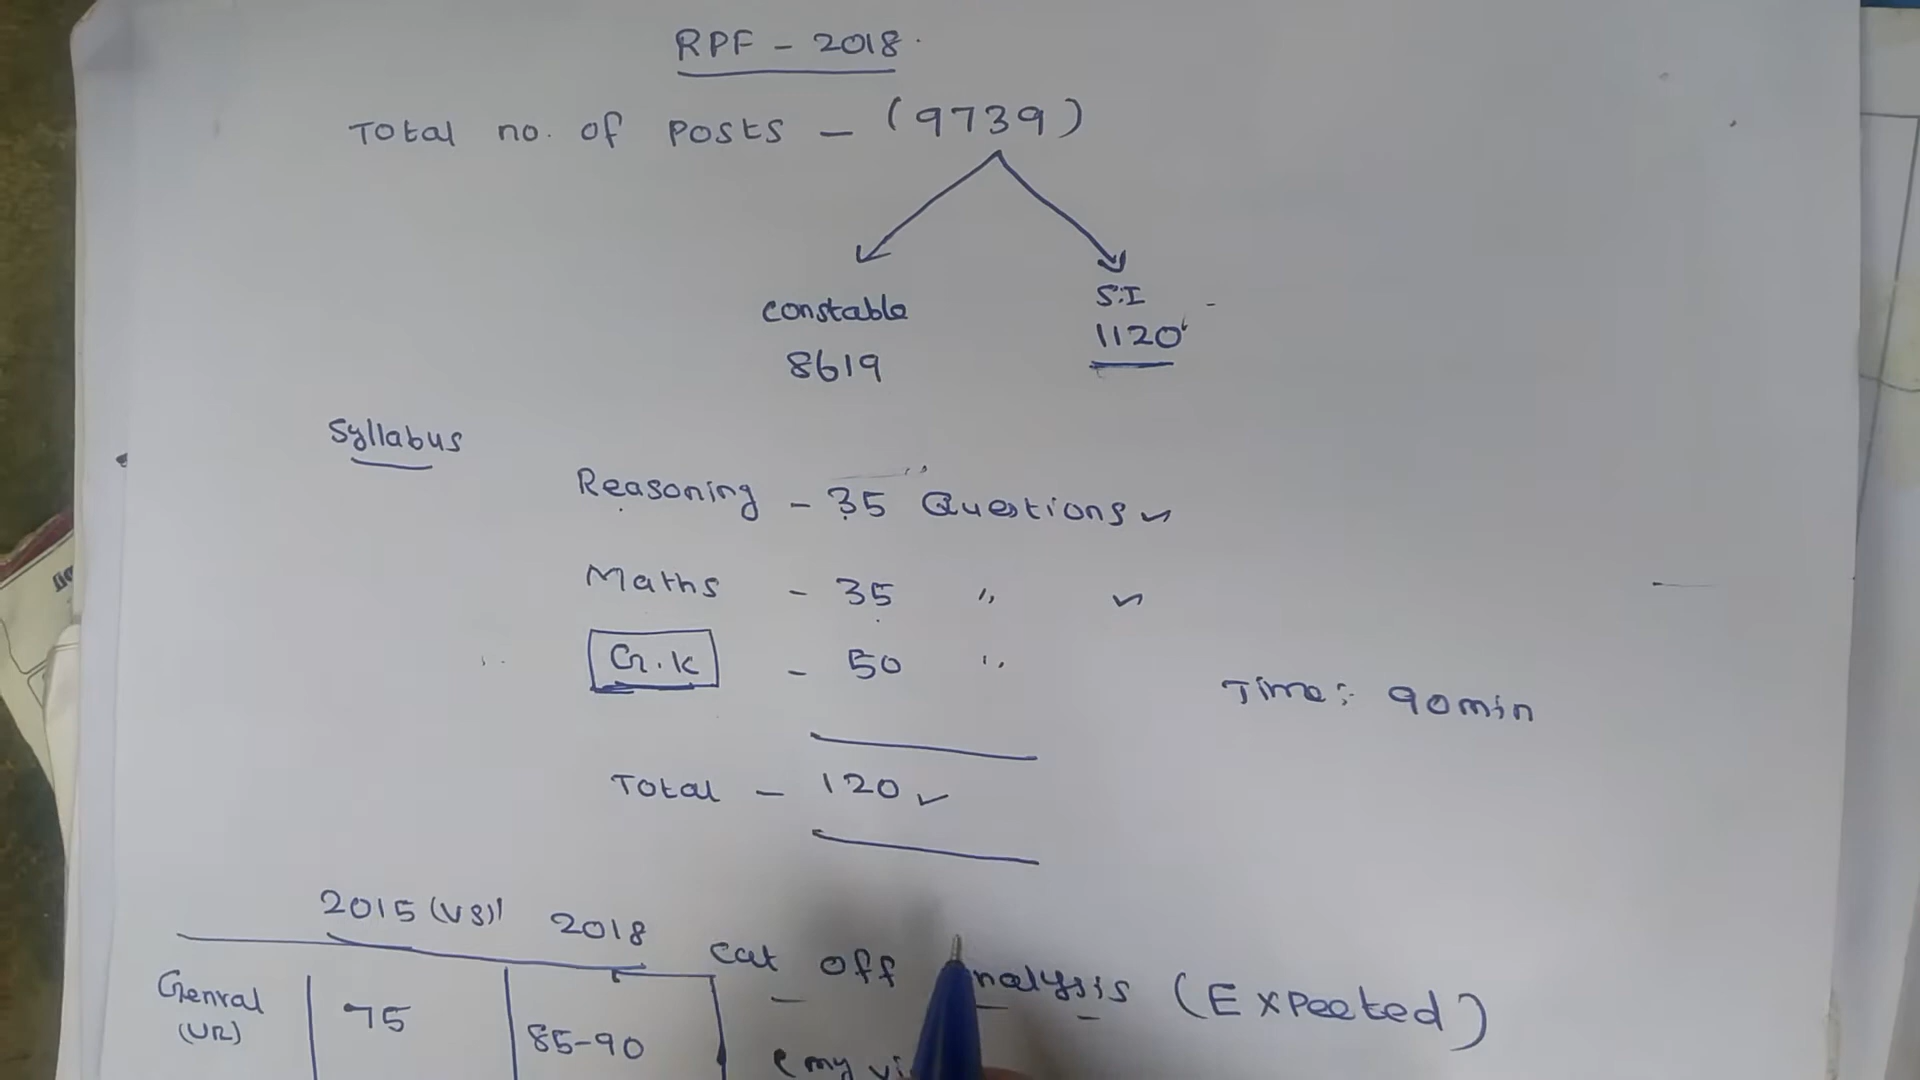 RPF - 2018.
Total no. of Posts - (9739)
Constable
8619
S.I
1120
Syllabus
Reasoning - 35 Questions ✓
Maths - 35 " ✓
G.K - 50 "
Time: 90min
Total - 120 ✓
2015 (VS) 2018
Cut off Analysis (Expected)
Genral 75 85-90
(UR)
(my